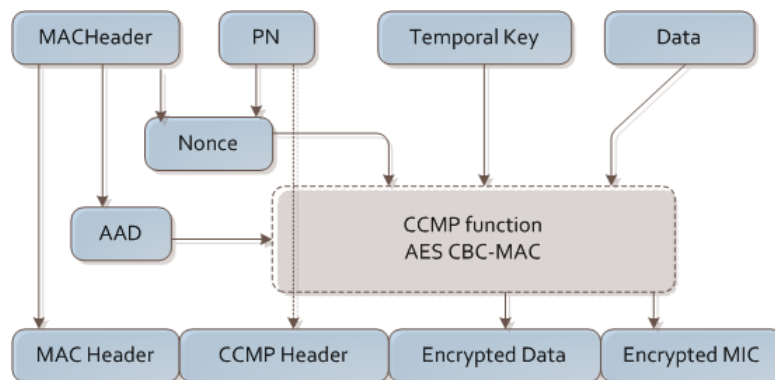 MACHeader
PN
Temporal Key
Data
Nonce
AAD
CCMP function
AES CBC-MAC
MAC Header
CCMP Header
Encrypted Data
Encrypted MIC